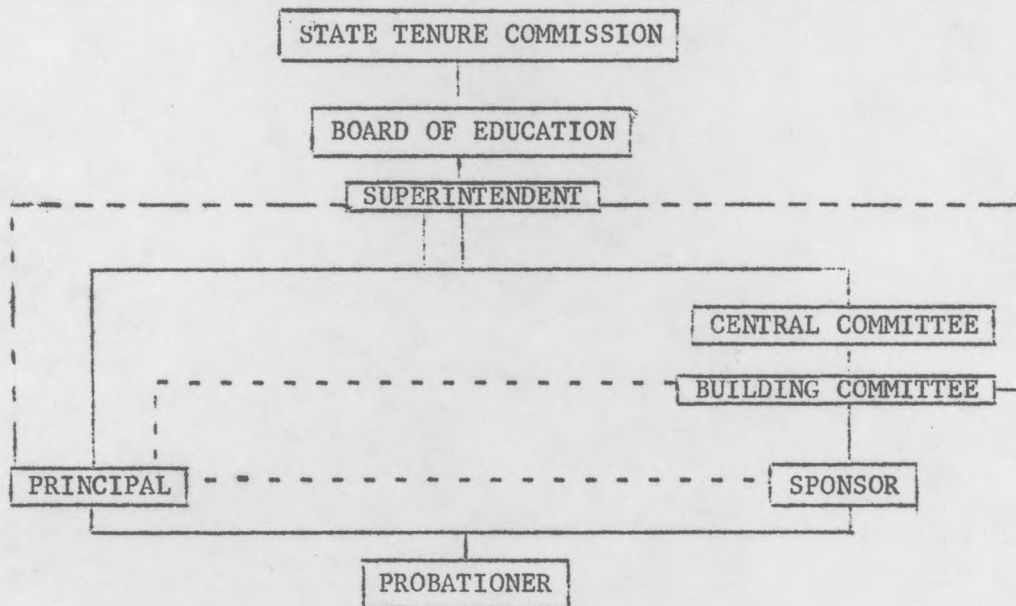 STATE TENURE COMMISSION
BOARD OF EDUCATION
SUPERINTENDENT
CENTRAL COMMITTEE
BUILDING COMMITTEE
PRINCIPAL
SPONSOR
PROBATIONER